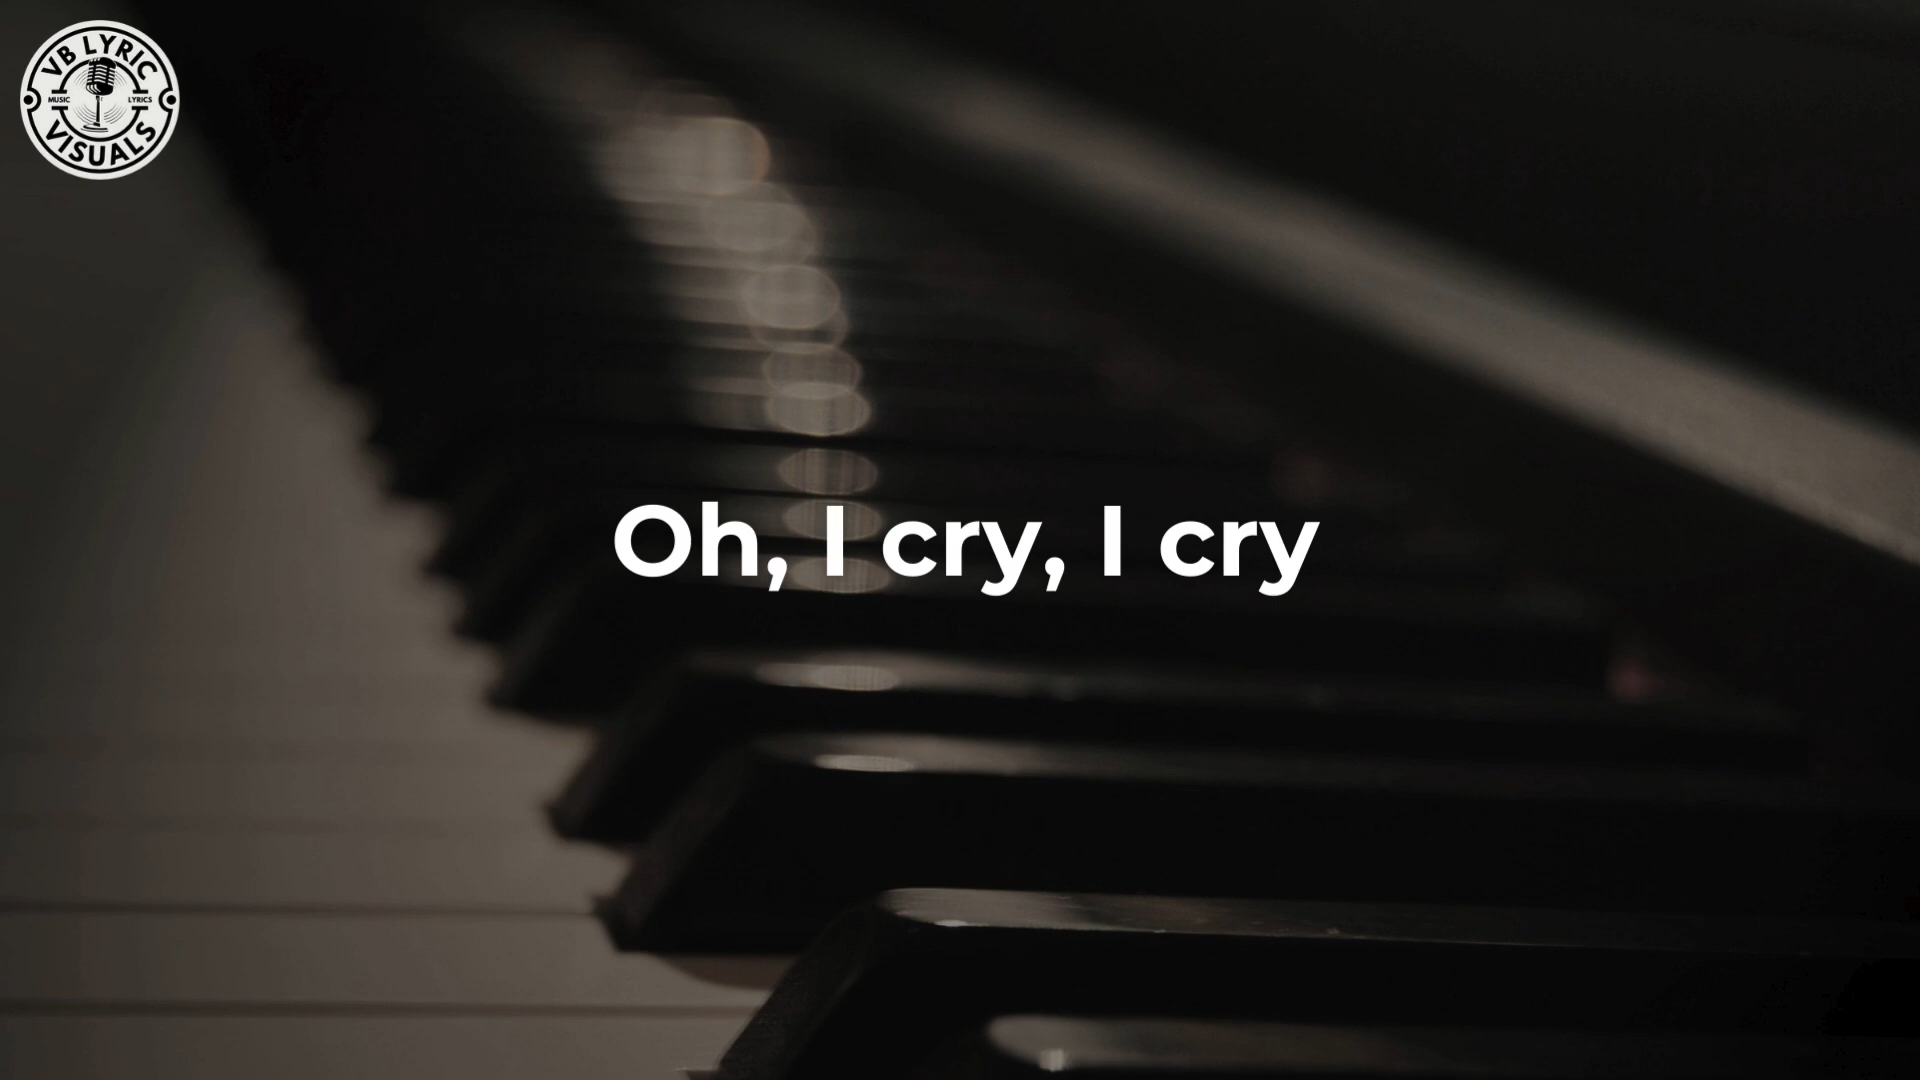 VB LYRIC
MUSIC
LYRICS
VISUALS
Oh, I cry, I cry